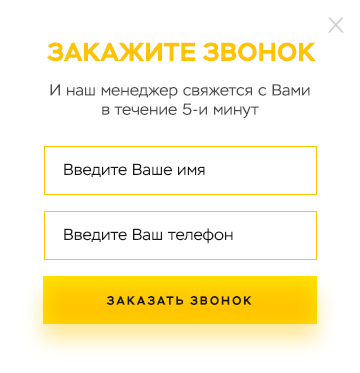 ЗАКАЖИТЕ ЗВОНОК
И наш менеджер свяжется с Вами
в течение 5-и минут
Введите Ваше имя
Введите Ваш телефон
ЗАКАЗАТЬ ЗВОНОК